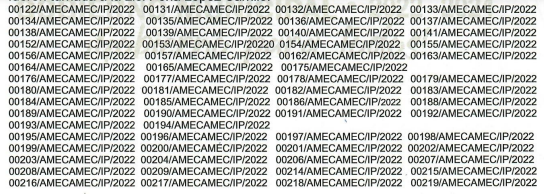 00122/AMECAMEC/IP/2022 00131/AMECAMEC/IP/2022 00132/AMECAMEC/IP/2022 00133/AMECAMEC/IP/2022
00134/AMECAMEC/IP/2022 00135/AMECAMEC/IP/2022 00136/AMECAMEC/IP/2022 00137/AMECAMEC/IP/2022
00138/AMECAMEC/IP/2022 00139/AMECAMEC/IP/2022 00140/AMECAMEC/IP/2022 00141/AMECAMEC/IP/2022
00152/AMECAMEC/IP/2022 00153/AMECAMEC/IP/2022 0154/AMECAMEC/IP/2022 00155/AMECAMEC/IP/2022
00156/AMECAMEC/IP/2022 00157/AMECAMEC/IP/2022 00162/AMECAMEC/IP/2022 00163/AMECAMEC/IP/2022
00164/AMECAMEC/IP/2022 00165/AMECAMEC/IP/2022 00175/AMECAMEC/IP/2022
00176/AMECAMEC/IP/2022 00177/AMECAMEC/IP/2022 00178/AMECAMEC/IP/2022 00179/AMECAMEC/IP/2022
00180/AMECAMEC/IP/2022 00181/AMECAMEC/IP/2022 00182/AMECAMEC/IP/2022 00183/AMECAMEC/IP/2022
00184/AMECAMEC/IP/2022 00185/AMECAMEC/IP/2022 00186/AMECAMEC/IP/2022 00188/AMECAMEC/IP/2022
00189/AMECAMEC/IP/2022 00190/AMECAMEC/IP/2022 00191/AMECAMEC/IP/2022 00192/AMECAMEC/IP/2022
00193/AMECAMEC/IP/2022 00194/AMECAMEC/IP/2022
00195/AMECAMEC/IP/2022 00196/AMECAMEC/IP/2022 00197/AMECAMEC/IP/2022 00198/AMECAMEC/IP/2022
00199/AMECAMEC/IP/2022 00200/AMECAMEC/IP/2022 00201/AMECAMEC/IP/2022 00202/AMECAMEC/IP/2022
00203/AMECAMEC/IP/2022 00204/AMECAMEC/IP/2022 00206/AMECAMEC/IP/2022 00207/AMECAMEC/IP/2022
00208/AMECAMEC/IP/2022 00209/AMECAMEC/IP/2022 00214/AMECAMEC/IP/2022 00215/AMECAMEC/IP/2022
00216/AMECAMEC/IP/2022 00217/AMECAMEC/IP/2022 00218/AMECAMEC/IP/2022 00219/AMECAMEC/IP/2022